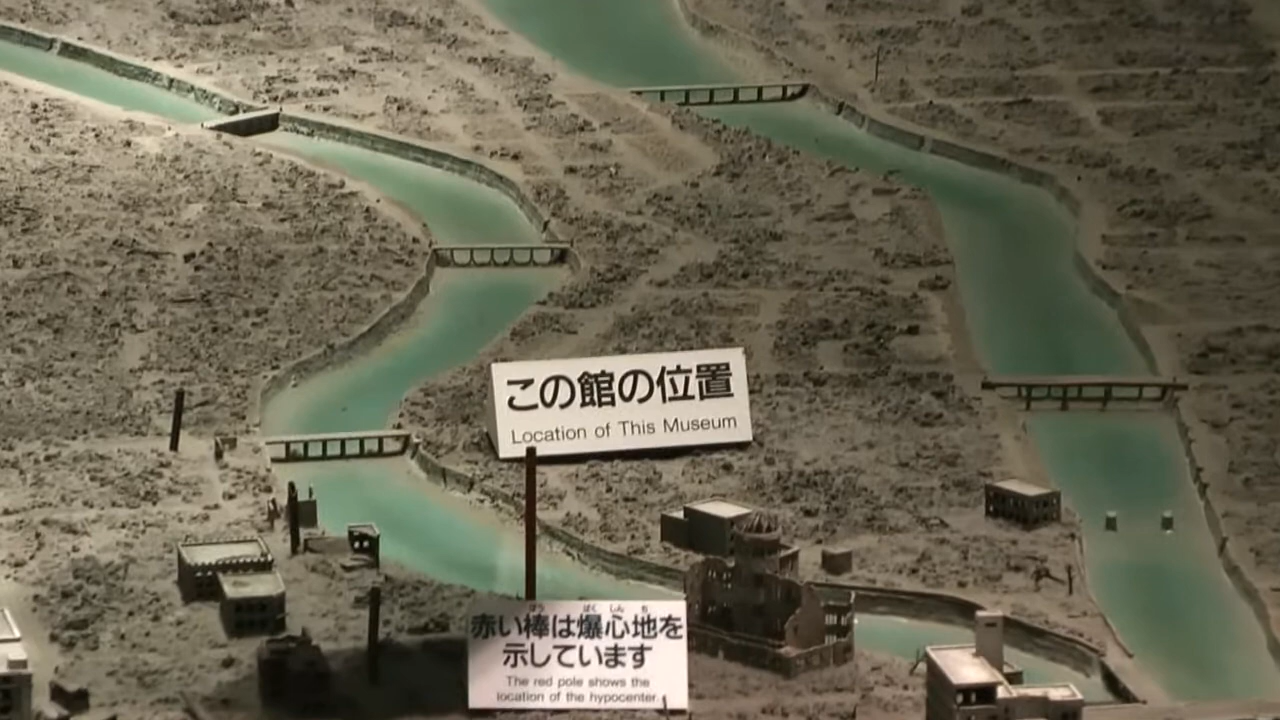 この館の位置
Location of This Museum
赤い棒は爆心地を
示しています
The red pole shows the
location of the hypocenter.